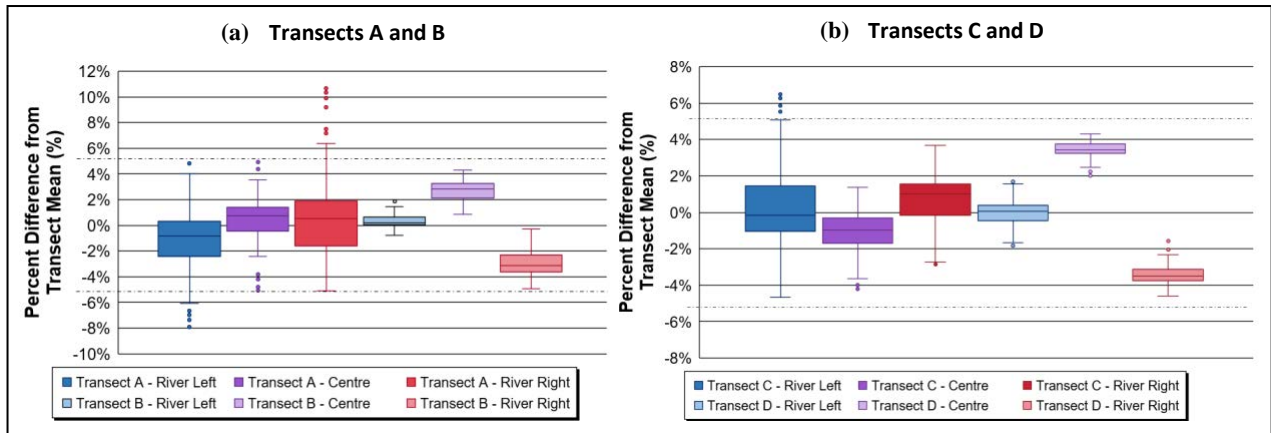 (a) Transects A and B
Percent Difference from
Transect Mean (%)
12%
10%
8%
6%
4%
2%
0%
-2%
-4%
-6%
-8%
-10%
Transect A - River Left
Transect A - Centre
Transect A - River Right
Transect B - River Left
Transect B - Centre
Transect B - River Right
(b) Transects C and D
Percent Difference from
Transect Mean (%)
8%
6%
4%
2%
0%
-2%
-4%
-6%
-8%
Transect C - River Left
Transect C - Centre
Transect C - River Right
Transect D - River Left
Transect D - Centre
Transect D - River Right